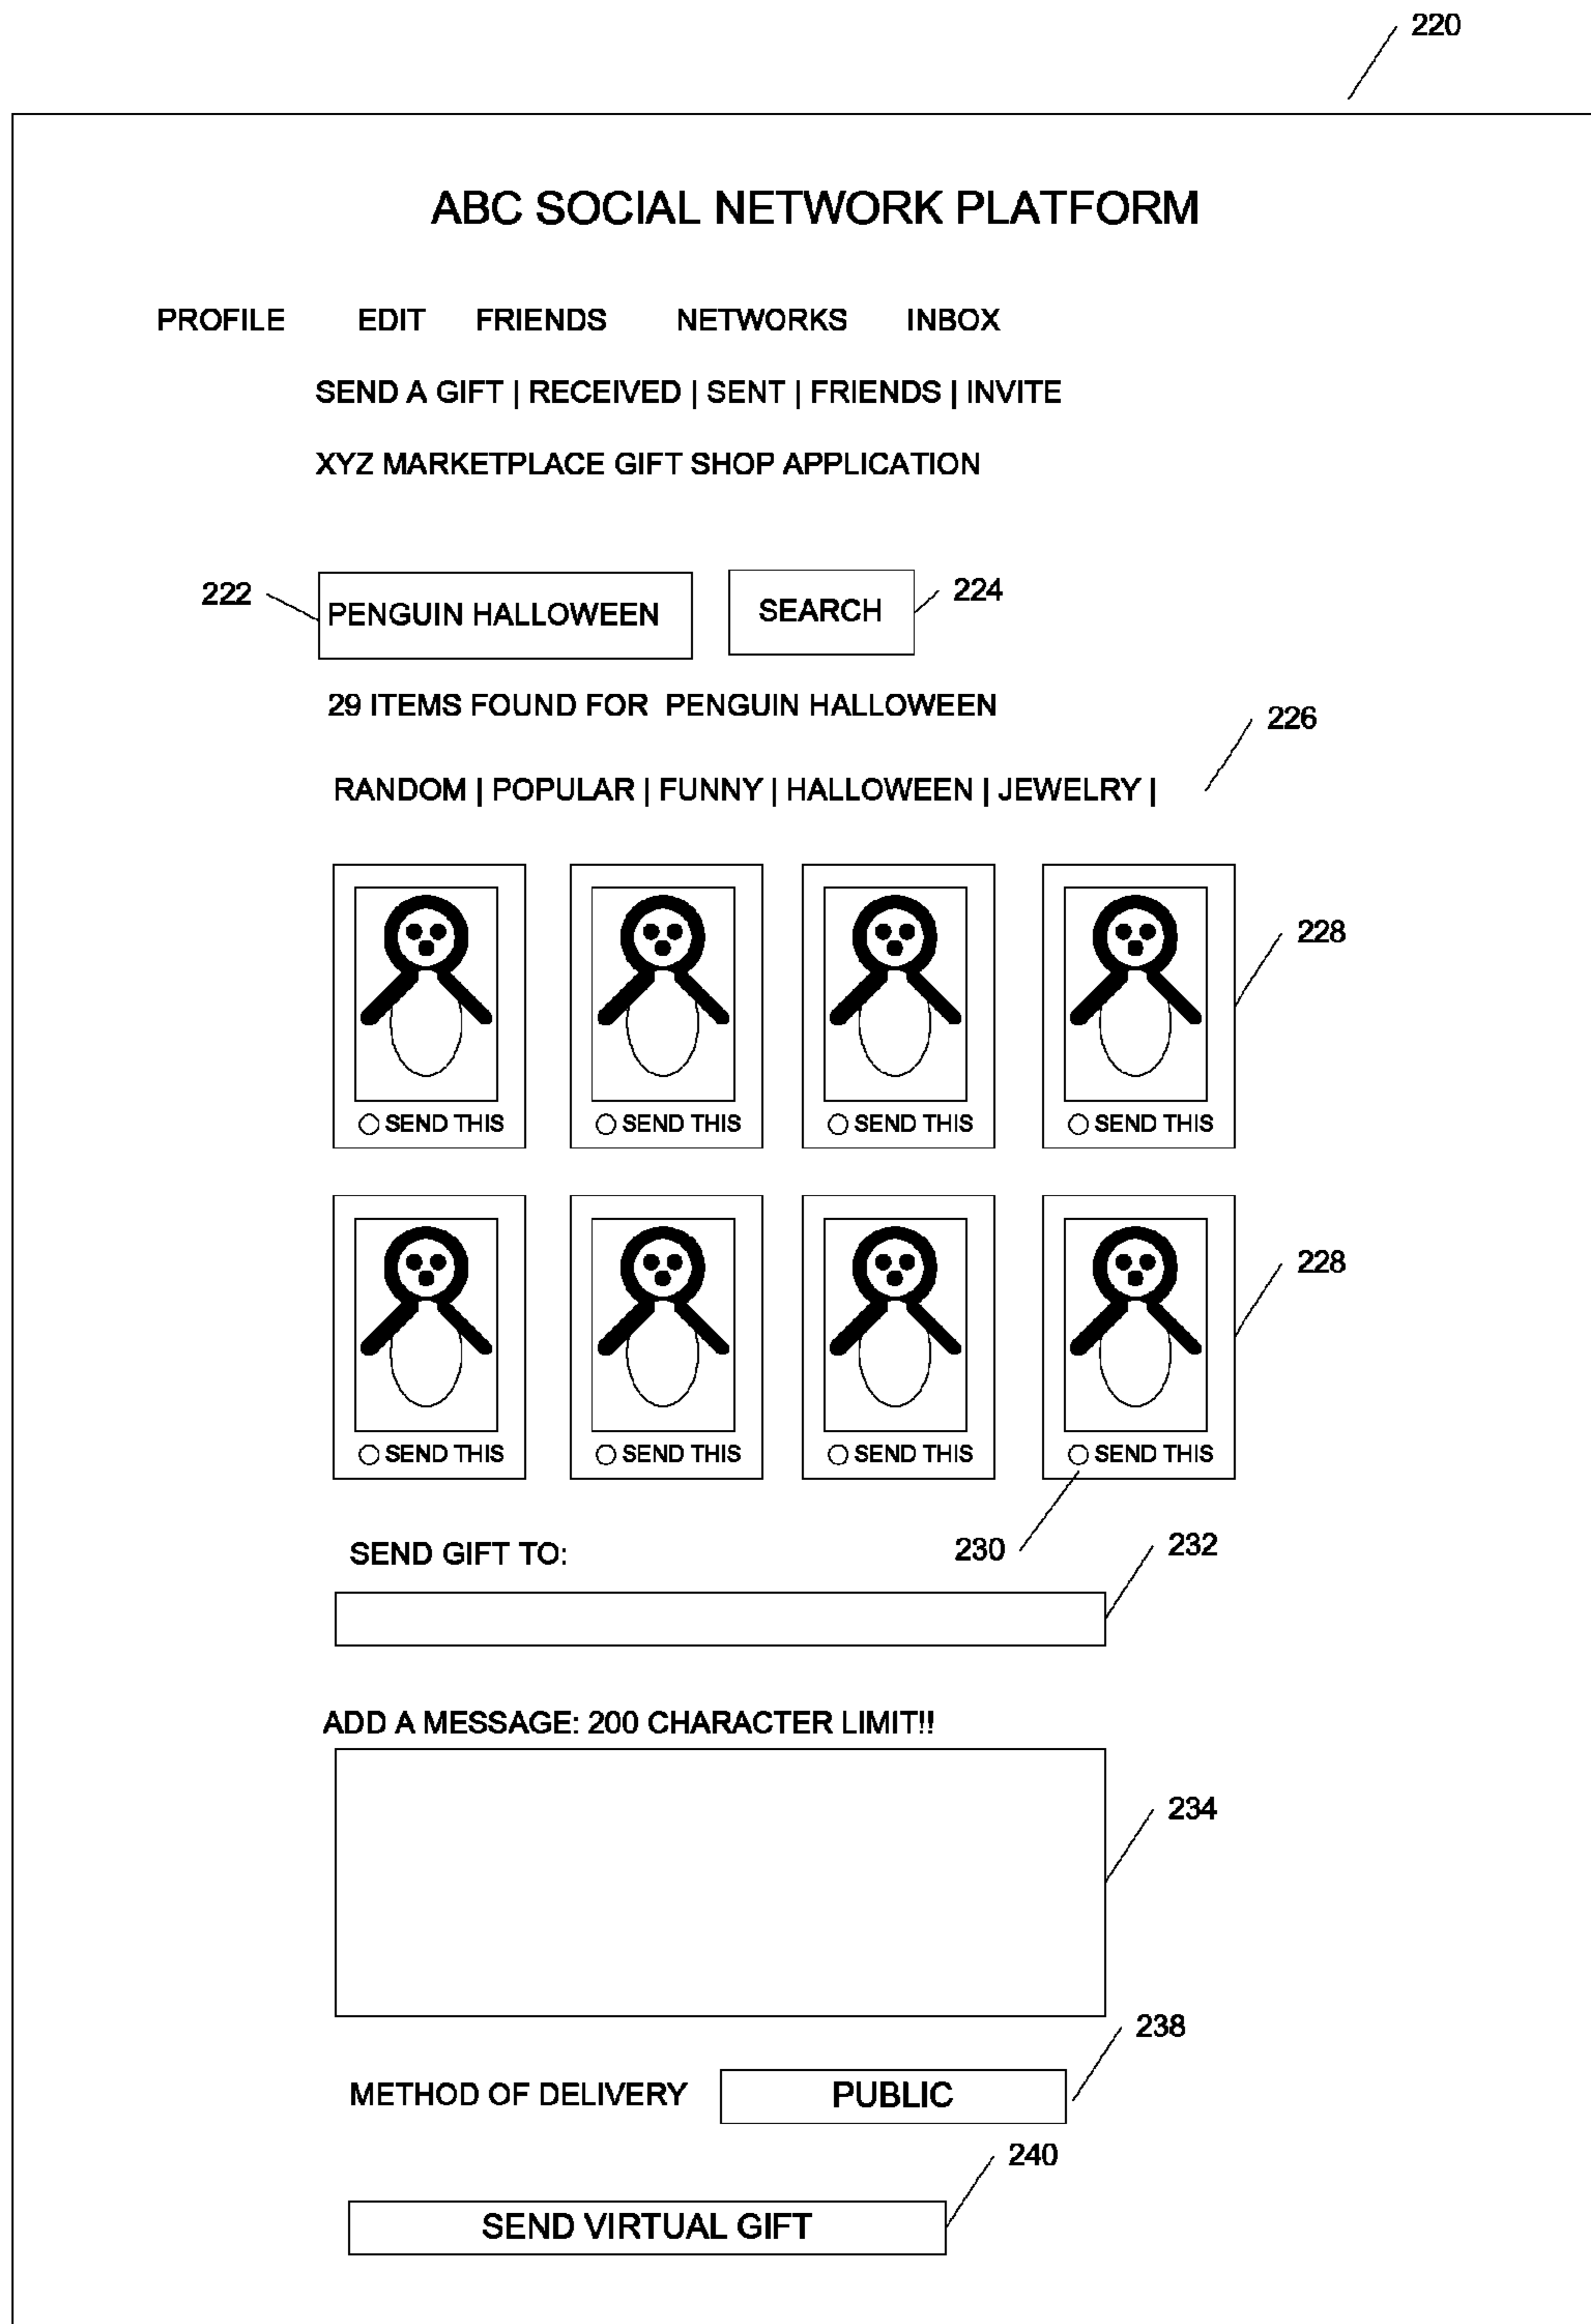 220
ABC SOCIAL NETWORK PLATFORM
PROFILE EDIT FRIENDS NETWORKS INBOX
SEND A GIFT | RECEIVED | SENT | FRIENDS | INVITE
XYZ MARKETPLACE GIFT SHOP APPLICATION
222 PENGUIN HALLOWEEN SEARCH 224
29 ITEMS FOUND FOR PENGUIN HALLOWEEN
226
RANDOM | POPULAR | FUNNY | HALLOWEEN | JEWELRY |
228
SEND THIS SEND THIS SEND THIS SEND THIS
228
SEND THIS SEND THIS SEND THIS SEND THIS
SEND GIFT TO: 230 232
ADD A MESSAGE: 200 CHARACTER LIMIT!!
234
238
METHOD OF DELIVERY PUBLIC
240
SEND VIRTUAL GIFT